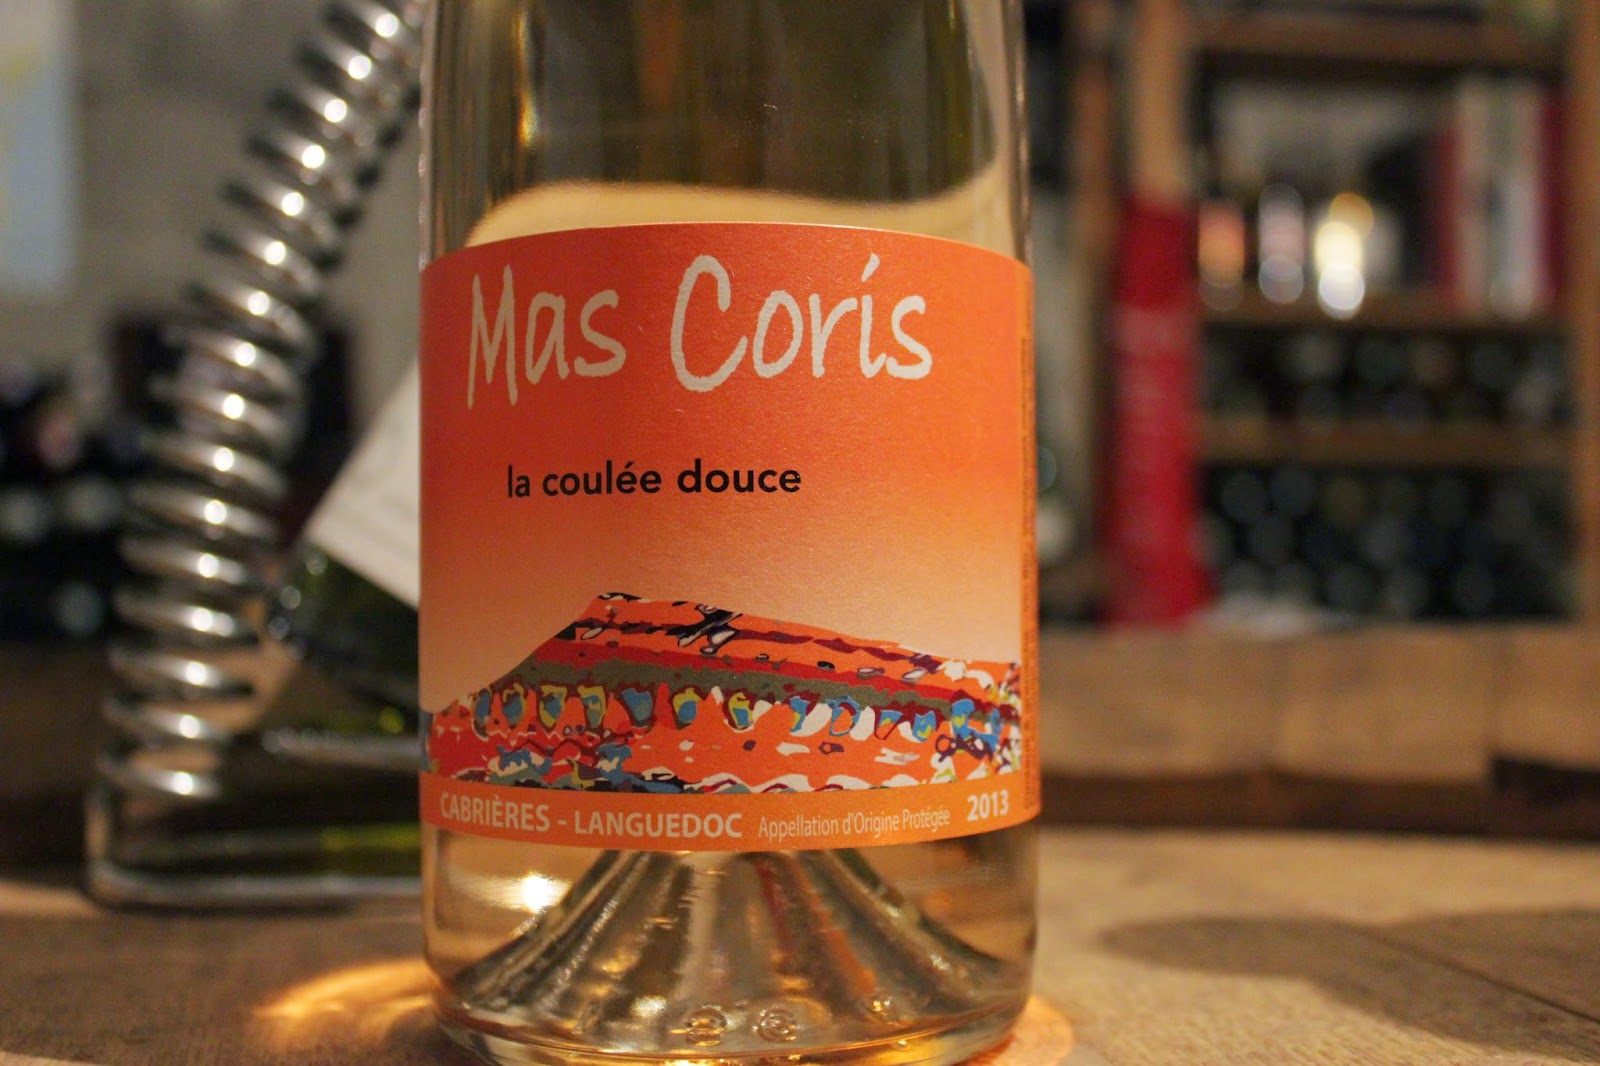 Mas Coris
la coulée douce
CABRIÈRES - LANGUEDOC Appellation d'Origine Protégée 2013